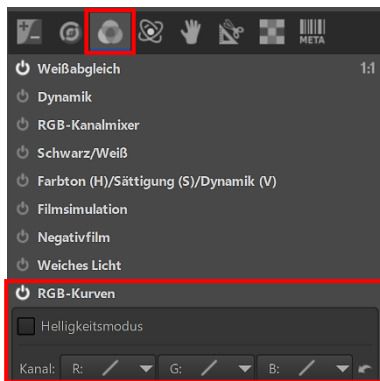 META
Weißabgleich 1:1
Dynamik
RGB-Kanalmixer
Schwarz/Weiß
Farbton (H)/Sättigung (S)/Dynamik (V)
Filmsimulation
Negativfilm
Weiches Licht
RGB-Kurven
Helligkeitsmodus
Kanal: R: G: B: